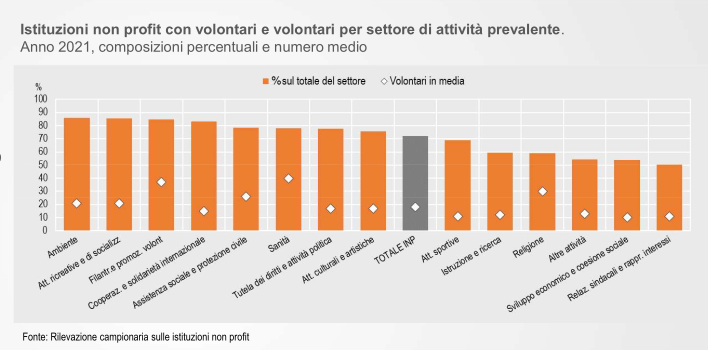 Istituzioni non profit con volontari e volontari per settore di attività prevalente.
Anno 2021, composizioni percentuali e numero medio
%sul totale del settore
Volontari in media
%
100
90
80
70
60
50
40
30
20
10
0
Ambiente
Att. ricreative e di socializz
Filantr.e promoz. volont
Cooperaz. e solidarietà internazionale
Assistenza sociale e protezione civile
Sanità
Tutela dei diritti e attività politica
Att. culturali e artistiche
TOTALE INP
Att. sportive
Istruzione e ricerca
Religione
Altre attività
Sviluppo economico e coesione sociale
Relaz. sindacali e rappr. interessi
Fonte: Rilevazione campionaria sulle istituzioni non profit